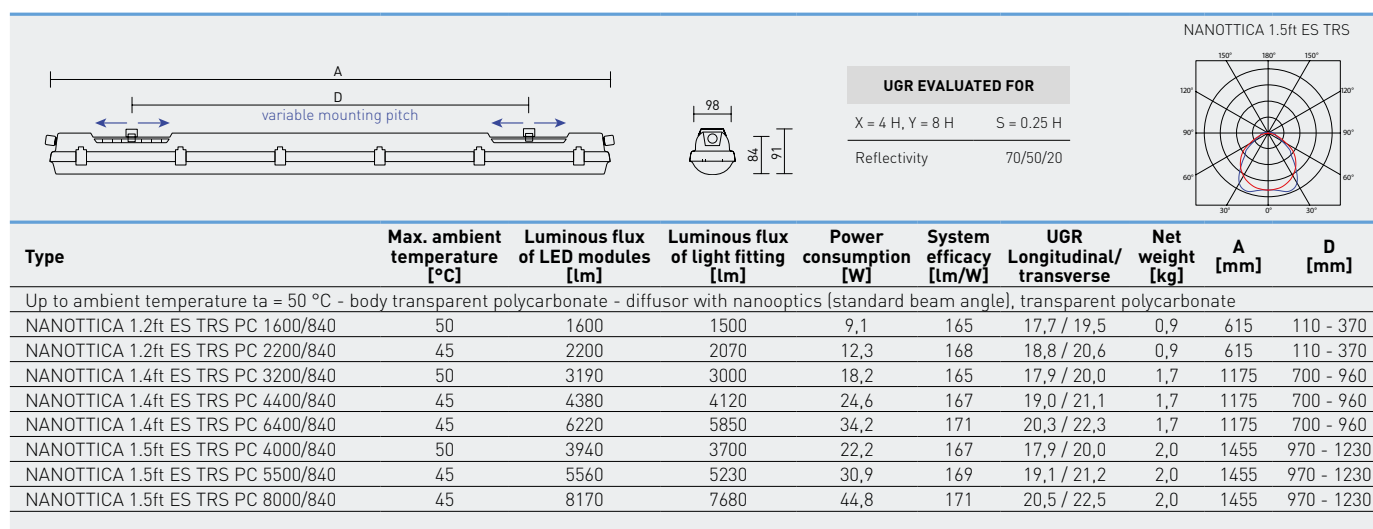 NANOTTICA 1.5ft ES TRS
A
D
variable mounting pitch
98
84
91
UGR EVALUATED FOR
X = 4 H, Y = 8 H S = 0.25 H
Reflectivity 70/50/20
150° 180° 150°
120° 120°
90° 90°
60° 60°
30° 0° 30°
Type Max. ambient temperature [°C] Luminous flux of LED modules [lm] Luminous flux of light fitting [lm] Power consumption [W] System efficacy [lm/W] UGR Longitudinal/ transverse Net weight [kg] A [mm] D [mm]
Up to ambient temperature ta = 50 °C - body transparent polycarbonate - diffusor with nanooptics (standard beam angle), transparent polycarbonate
NANOTTICA 1.2ft ES TRS PC 1600/840 50 1600 1500 9,1 165 17,7 / 19,5 0,9 615 110 - 370
NANOTTICA 1.2ft ES TRS PC 2200/840 45 2200 2070 12,3 168 18,8 / 20,6 0,9 615 110 - 370
NANOTTICA 1.4ft ES TRS PC 3200/840 50 3190 3000 18,2 165 17,9 / 20,0 1,7 1175 700 - 960
NANOTTICA 1.4ft ES TRS PC 4400/840 45 4380 4120 24,6 167 19,0 / 21,1 1,7 1175 700 - 960
NANOTTICA 1.4ft ES TRS PC 6400/840 45 6220 5850 34,2 171 20,3 / 22,3 1,7 1175 700 - 960
NANOTTICA 1.5ft ES TRS PC 4000/840 50 3940 3700 22,2 167 17,9 / 20,0 2,0 1455 970 - 1230
NANOTTICA 1.5ft ES TRS PC 5500/840 45 5560 5230 30,9 169 19,1 / 21,2 2,0 1455 970 - 1230
NANOTTICA 1.5ft ES TRS PC 8000/840 45 8170 7680 44,8 171 20,5 / 22,5 2,0 1455 970 - 1230